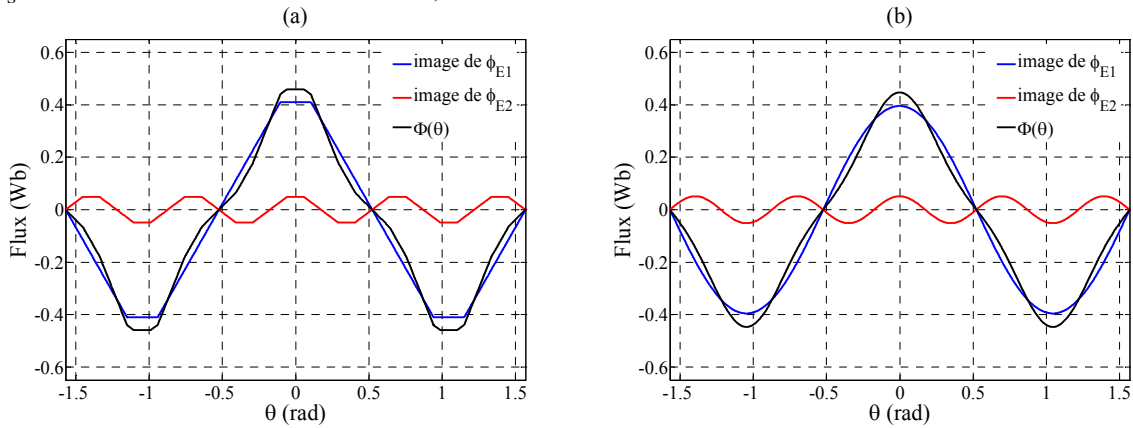 (a)
Flux (Wb)
0.6
0.4
0.2
0
-0.2
-0.4
-0.6
image de ϕE1
image de ϕE2
Φ(θ)
-1.5 -1 -0.5 0 0.5 1 1.5
θ (rad)
(b)
Flux (Wb)
0.6
0.4
0.2
0
-0.2
-0.4
-0.6
image de ϕE1
image de ϕE2
Φ(θ)
-1.5 -1 -0.5 0 0.5 1 1.5
θ (rad)